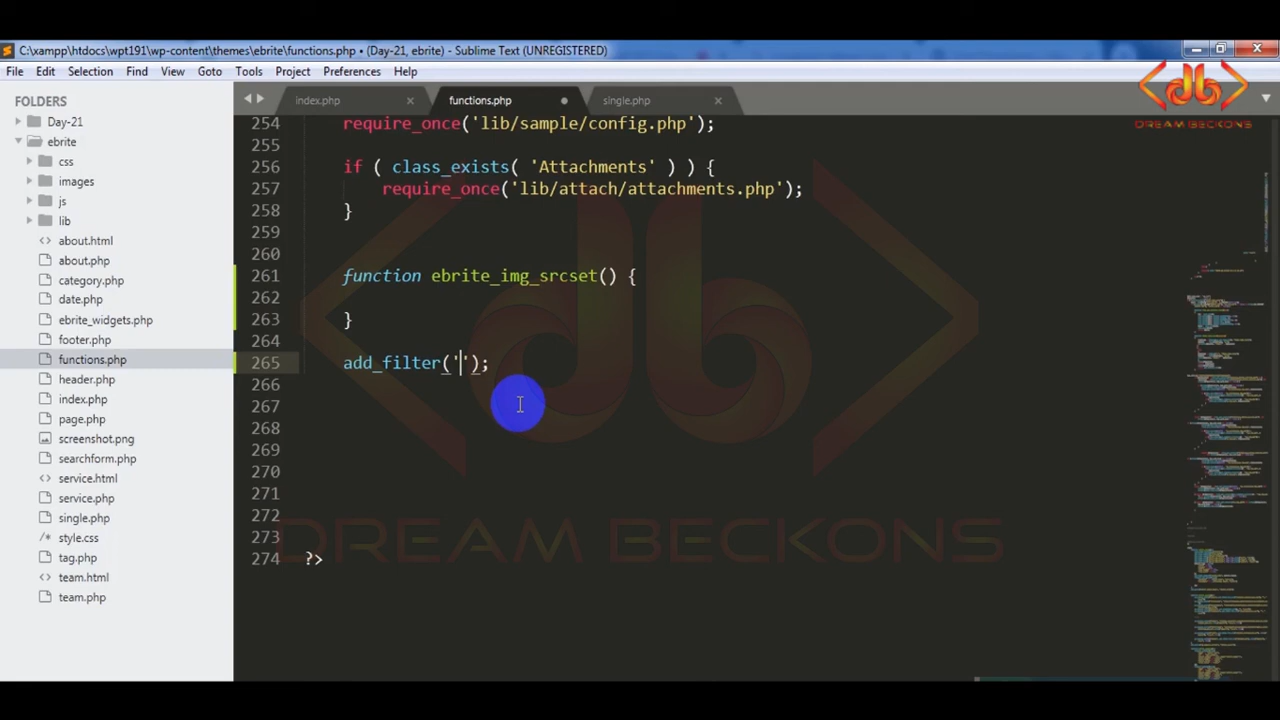 C:\xampp\htdocs\wpt191\wp-content\themes\ebrite\functions.php • (Day-21, ebrite) - Sublime Text (UNREGISTERED)
File Edit Selection Find View Goto Tools Project Preferences Help
db
DREAM BECKONS
FOLDERS
Day-21
ebrite
css
images
js
lib
about.html
about.php
category.php
date.php
ebrite_widgets.php
footer.php
functions.php
header.php
index.php
page.php
screenshot.png
searchform.php
service.html
service.php
single.php
style.css
tag.php
team.html
team.php
index.php functions.php single.php
254 require_once('lib/sample/config.php');
255
256 if ( class_exists( 'Attachments' ) ) {
257 require_once('lib/attach/attachments.php');
258 }
259
260
261 function ebrite_img_srcset() {
262
263 }
264
265 add_filter('');
266
267
268
269
270
271
272
273
274 ?>
db
DREAM BECKONS